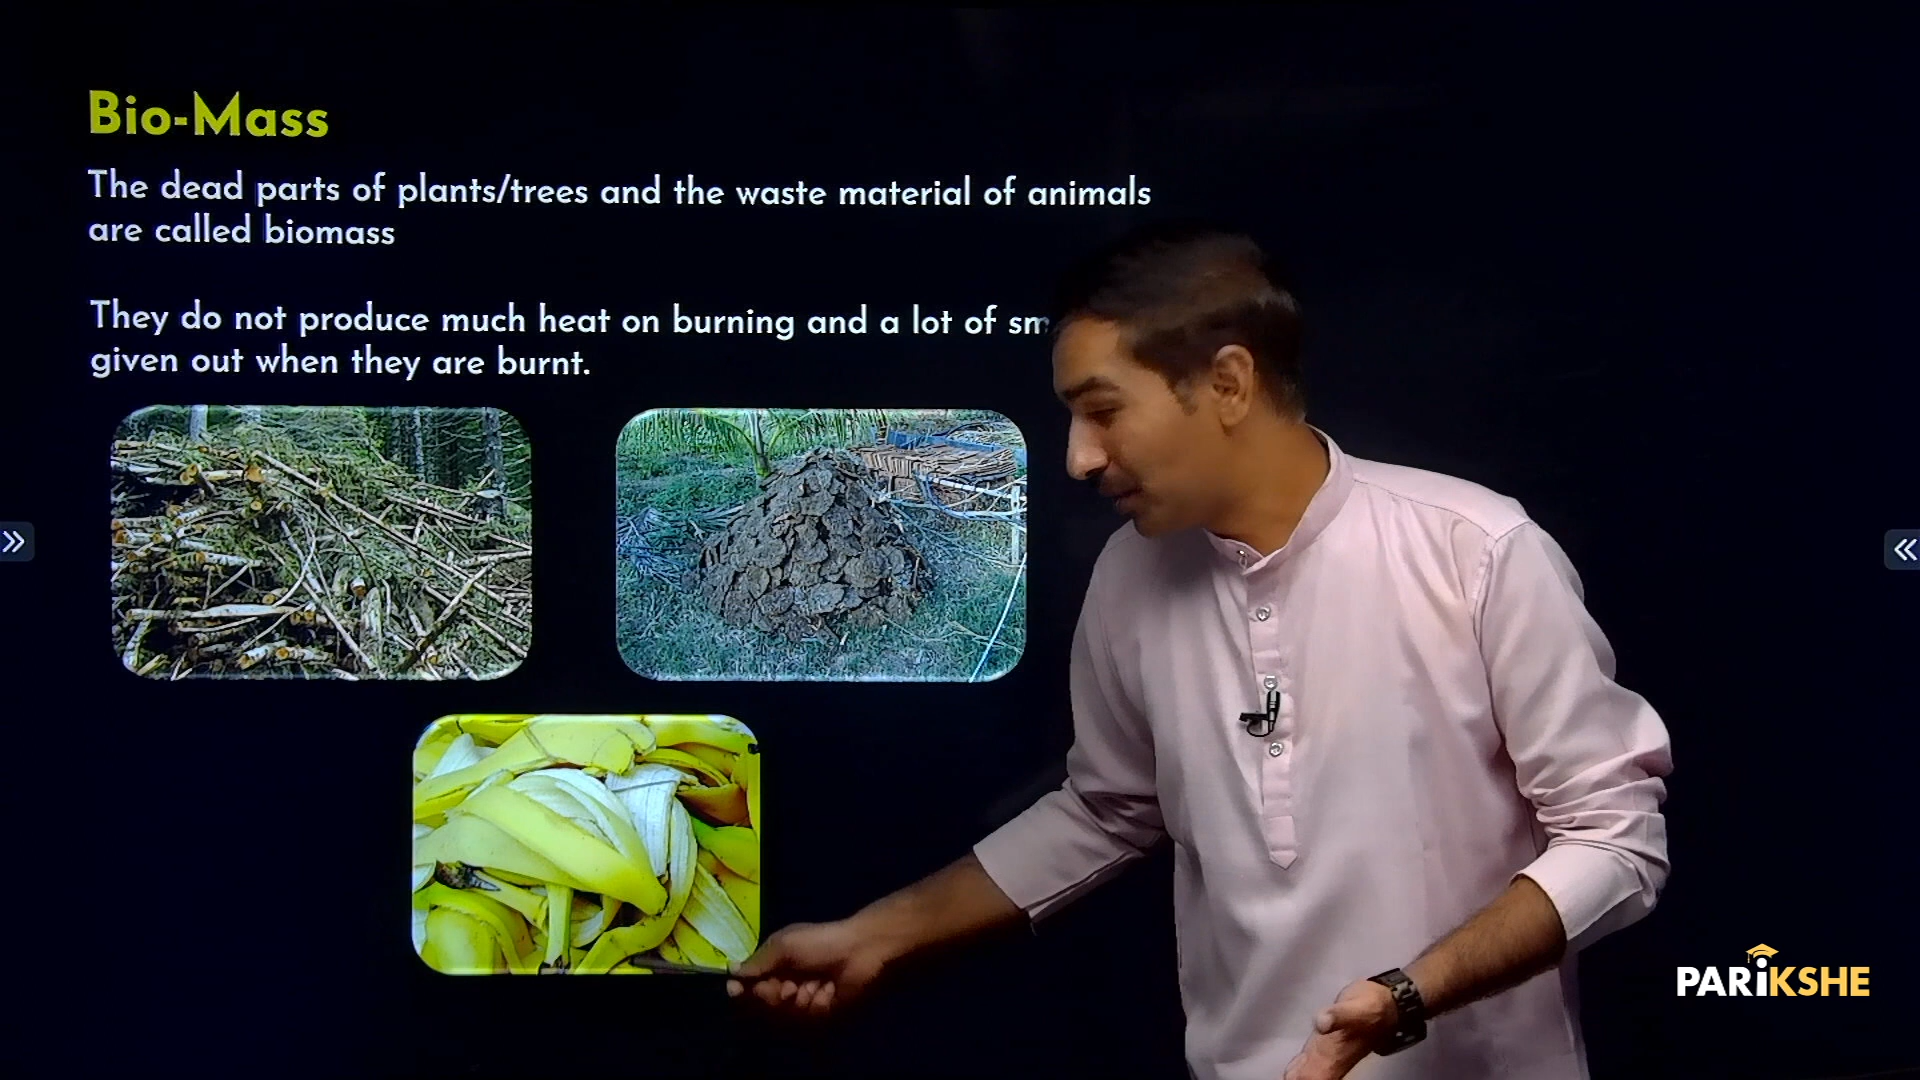 Bio-Mass
The dead parts of plants/trees and the waste material of animals
are called biomass
They do not produce much heat on burning and a lot of
given out when they are burnt.
PARiKSHE